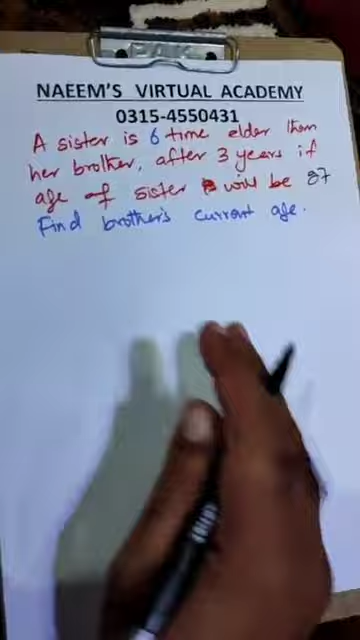 PAK
NAEEM'S VIRTUAL ACADEMY
0315-4550431
A sister is 6 time elder than
her brother, after 3 years if
age of sister will be 87
Find brother's current age.